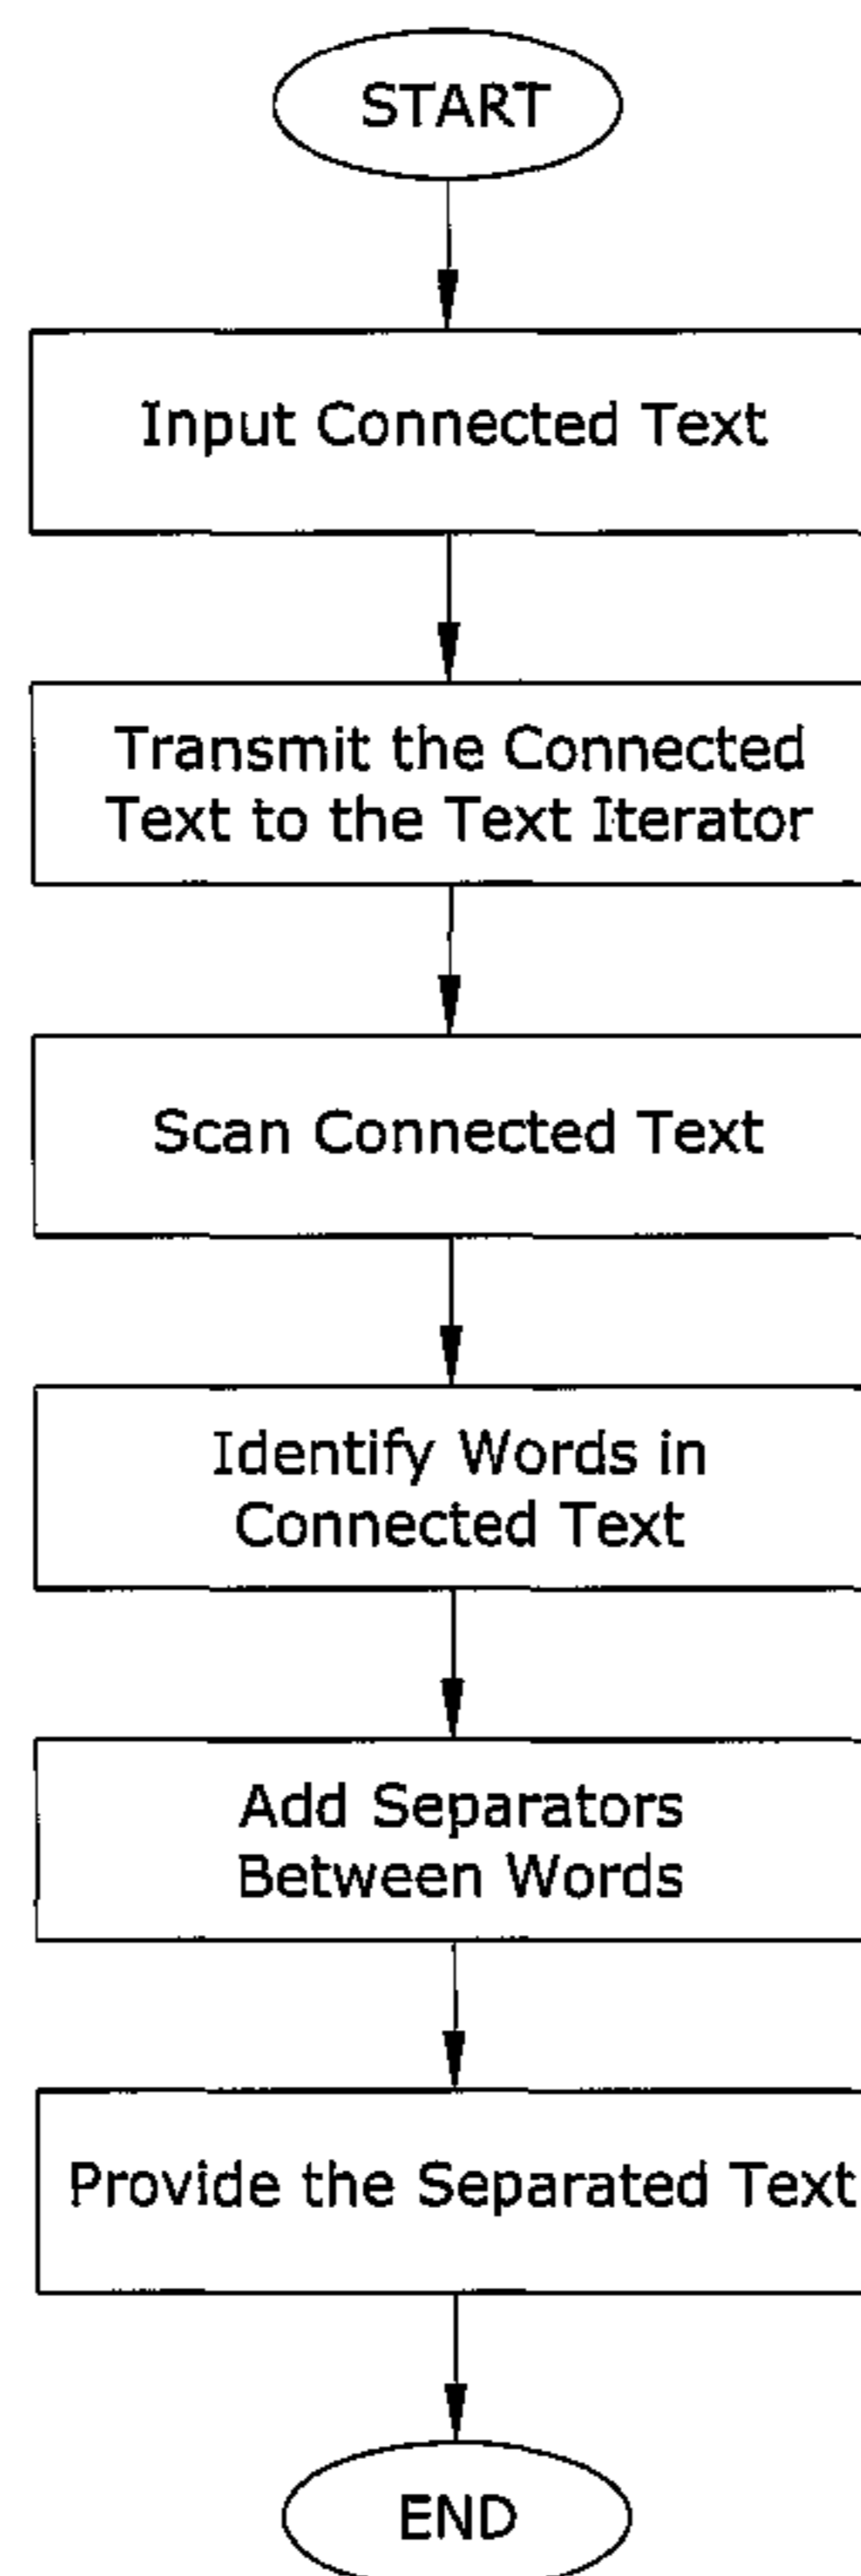 START
Input Connected Text
Transmit the Connected
Text to the Text Iterator
Scan Connected Text
Identify Words in
Connected Text
Add Separators
Between Words
Provide the Separated Text
END